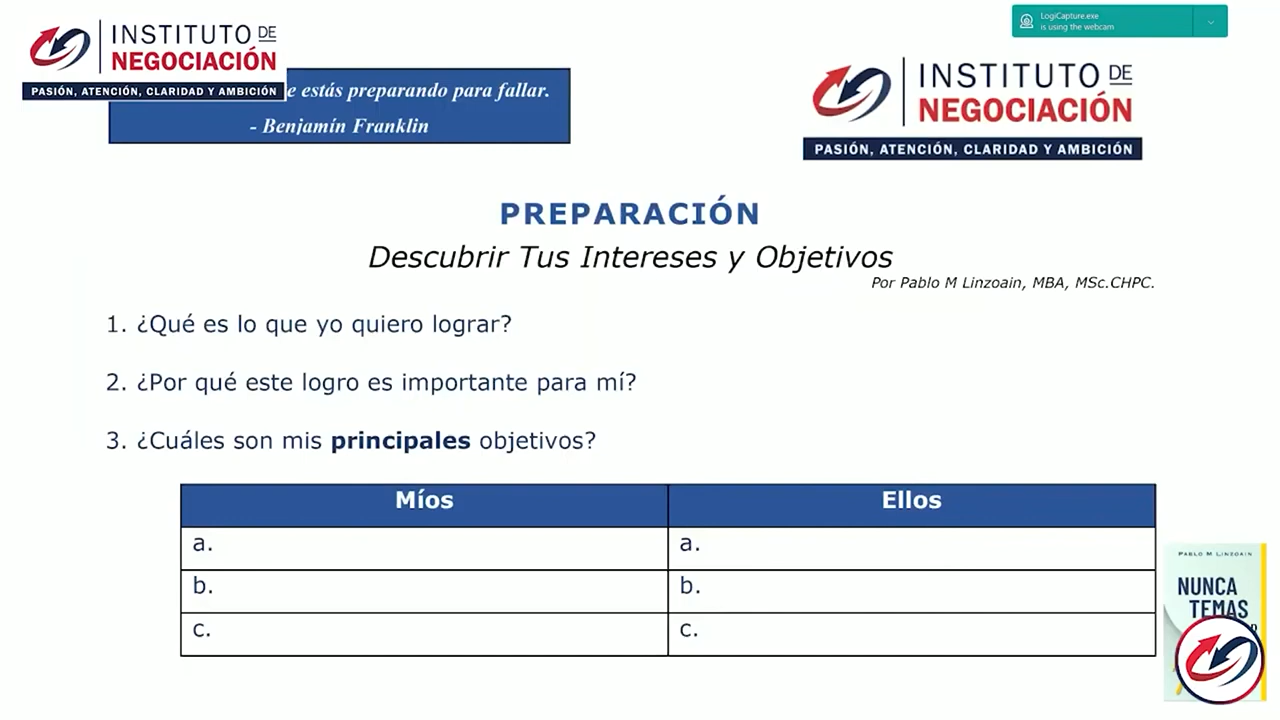 INSTITUTO DE
NEGOCIACIÓN
PASIÓN, ATENCIÓN, CLARIDAD Y AMBICIÓN
e estás preparando para fallar.
- Benjamín Franklin
LogiCapture.exe
is using the webcam
INSTITUTO DE
NEGOCIACIÓN
PASIÓN, ATENCIÓN, CLARIDAD Y AMBICIÓN
PREPARACIÓN
Descubrir Tus Intereses y Objetivos
Por Pablo M Linzoain, MBA, MSc.CHPC.
1. ¿Qué es lo que yo quiero lograr?
2. ¿Por qué este logro es importante para mí?
3. ¿Cuáles son mis principales objetivos?
Míos Ellos
a. a.
b. b.
c. c.
PABLO M LINZOAIN
NUNCA
TEMAS